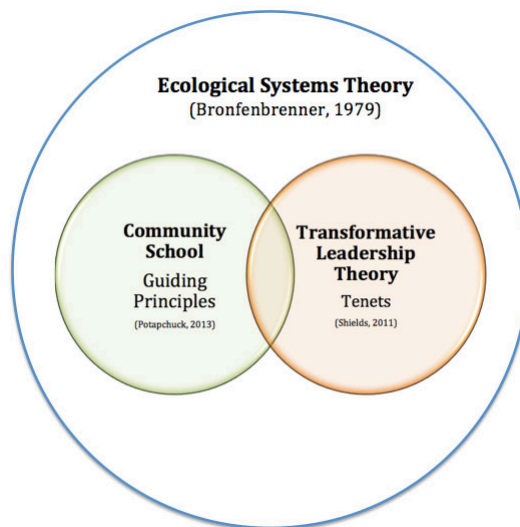 Ecological Systems Theory
(Bronfenbrenner, 1979)
Community
School
Guiding
Principles
(Potapchuck, 2013)
Transformative
Leadership
Theory
Tenets
(Shields, 2011)